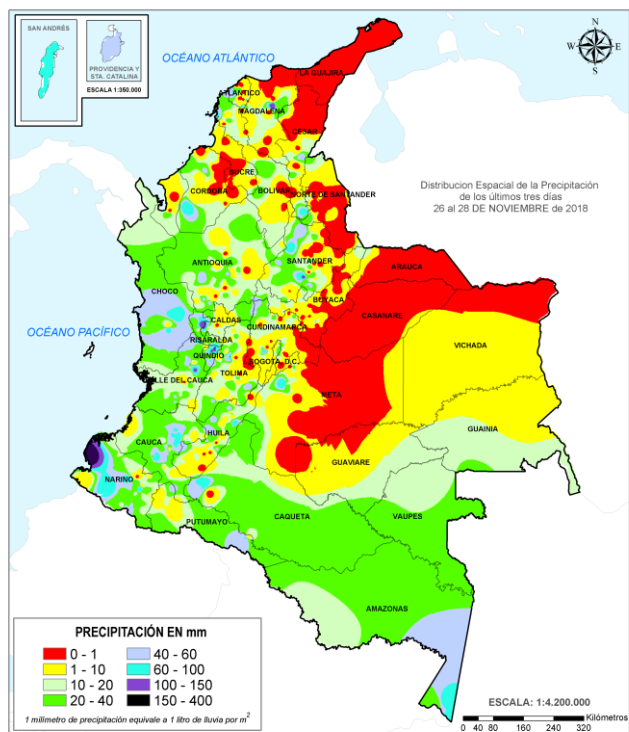 SAN ANDRÉS
PROVIDENCIA Y
STA. CATALINA
ESCALA 1:350.000
OCÉANO ATLÁNTICO
N
W
E
S
LA GUAJIRA
ATLANTICO
MAGDALENA
CESAR
SUCRE
CORDOBA
BOLIVAR
NORTE DE SANTANDER
Distribucion Espacial de la Precipitación
de los últimos tres días
26 al 28 DE NOVIEMBRE de 2018
ANTIOQUIA
SANTANDER
ARAUCA
CHOCO
BOYACA
CASANARE
OCÉANO PACÍFICO
CALDAS
CUNDINAMARCA
RISARALDA
VICHADA
QUINDIO
BOGOTA, D.C.
TOLIMA
VALLE DEL CAUCA
META
CAUCA
HUILA
GUAINIA
GUAVIARE
NARIÑO
CAQUETA
VAUPES
PUTUMAYO
AMAZONAS
PRECIPITACIÓN EN mm
0 - 1
40 - 60
1 - 10
60 - 100
10 - 20
100 - 150
20 - 40
150 - 400
1 milimetro de precipitación equivale a 1 litro de lluvia por m²
ESCALA: 1:4.200.000
Kilómetros
0 40 80 160 240 320